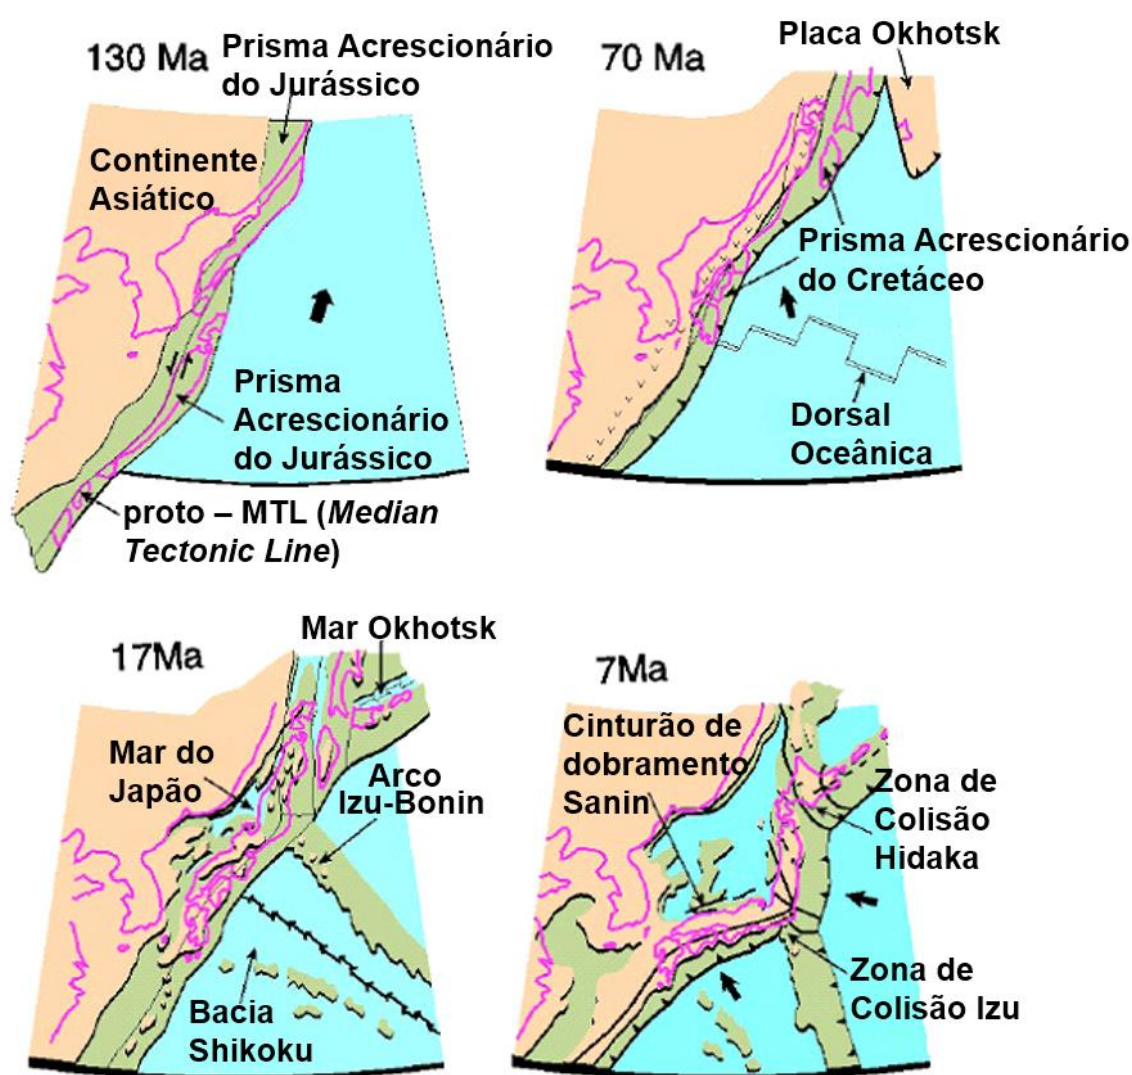 130 Ma
Prisma Acrescionário
do Jurássico
Continente
Asiático
Prisma
Acrescionário
do Jurássico
proto – MTL (Median
Tectonic Line)
70 Ma
Placa Okhotsk
Prisma Acrescionário
do Cretáceo
Dorsal
Oceânica
17Ma
Mar Okhotsk
Mar do
Japão
Arco
Izu-Bonin
Bacia
Shikoku
7Ma
Cinturão de
dobramento
Sanin
Zona de
Colisão
Hidaka
Zona de
Colisão Izu